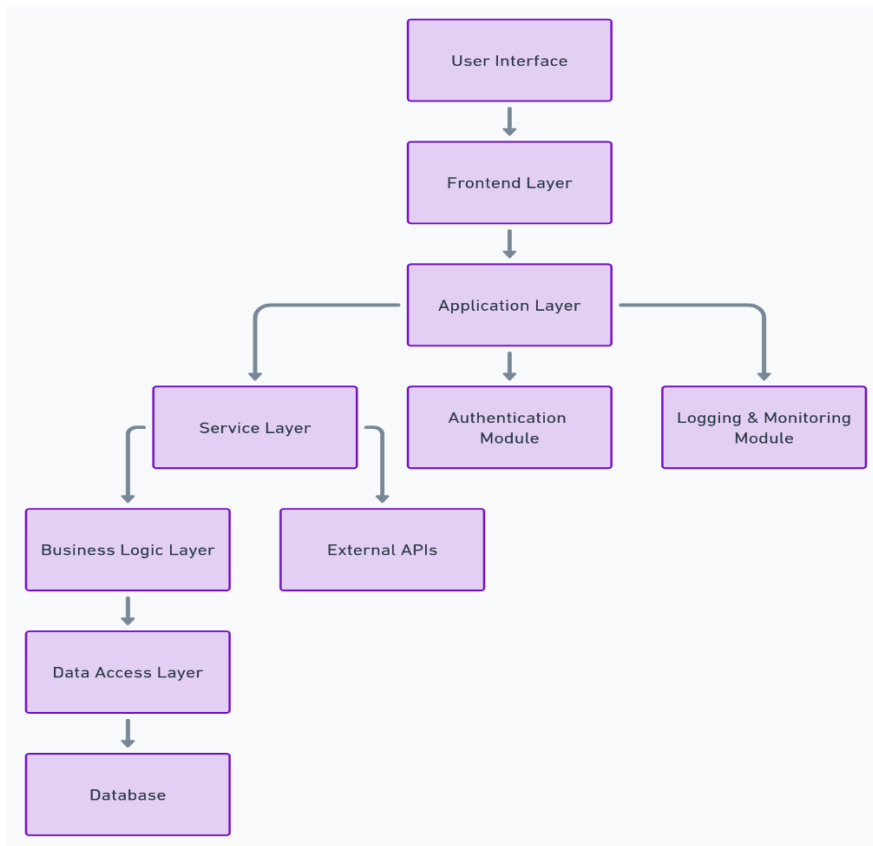 User Interface
Frontend Layer
Application Layer
Service Layer
Authentication
Module
Logging & Monitoring
Module
Business Logic Layer
External APIs
Data Access Layer
Database